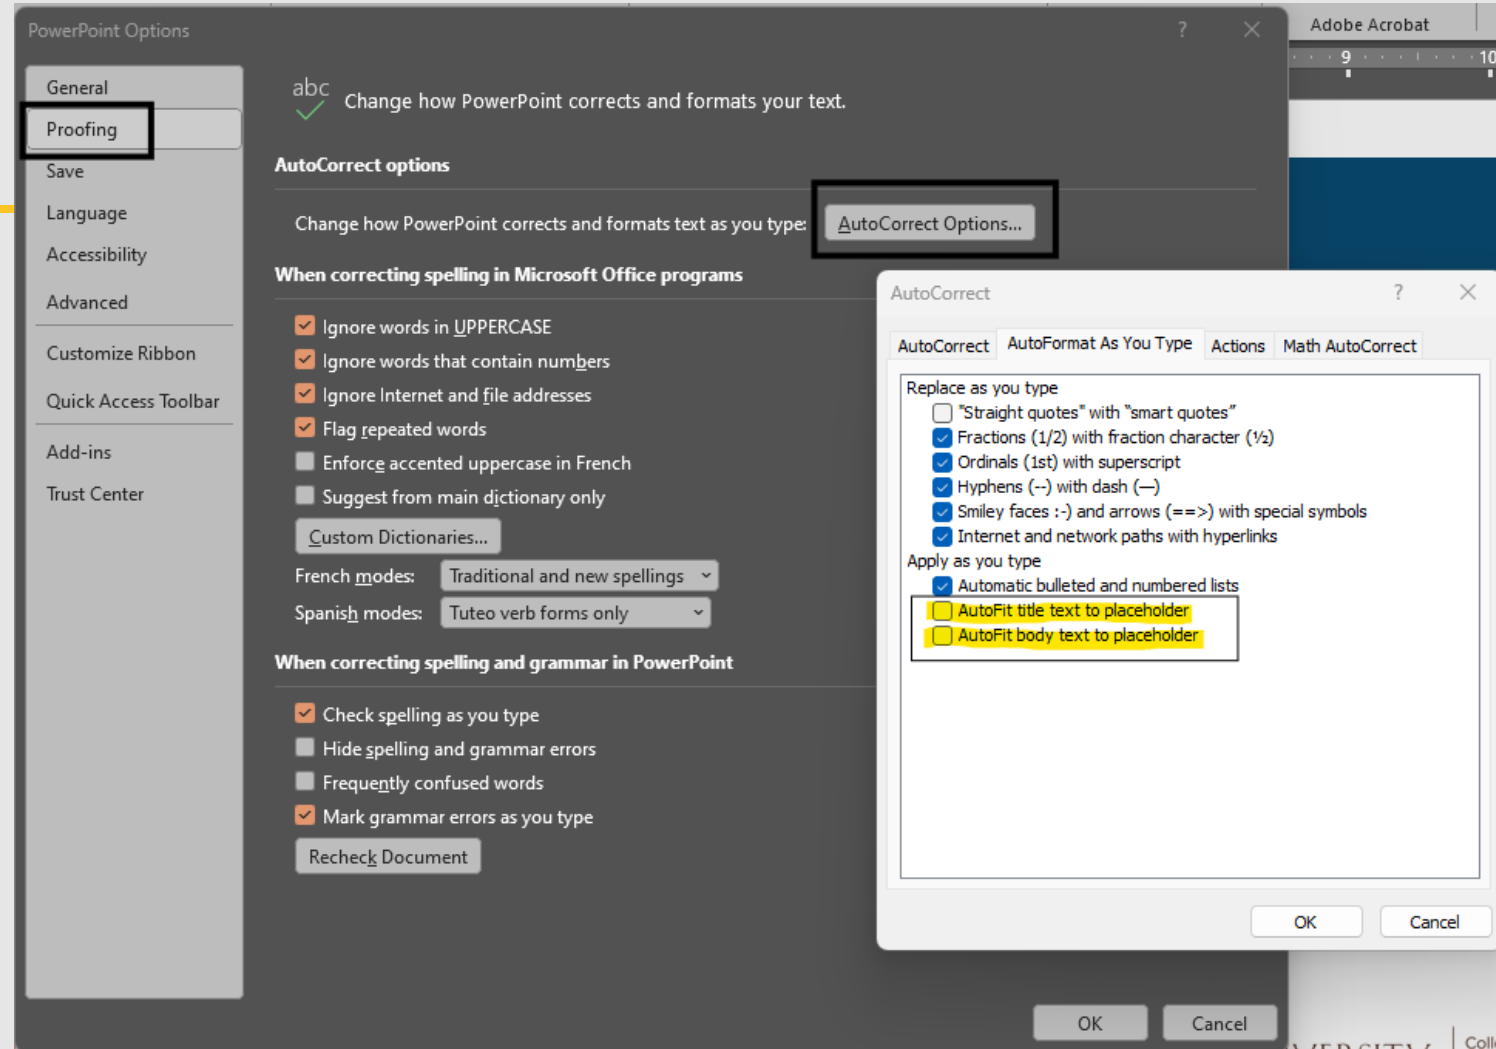 PowerPoint Options
?
Adobe Acrobat
9
10
General
Proofing
Save
Language
Accessibility
Advanced
Customize Ribbon
Quick Access Toolbar
Add-ins
Trust Center
abc
Change how PowerPoint corrects and formats your text.
AutoCorrect options
Change how PowerPoint corrects and formats text as you type:
AutoCorrect Options...
When correcting spelling in Microsoft Office programs
Ignore words in UPPERCASE
Ignore words that contain numbers
Ignore Internet and file addresses
Flag repeated words
Enforce accented uppercase in French
Suggest from main dictionary only
Custom Dictionaries...
French modes: Traditional and new spellings
Spanish modes: Tuteo verb forms only
When correcting spelling and grammar in PowerPoint
Check spelling as you type
Hide spelling and grammar errors
Frequently confused words
Mark grammar errors as you type
Recheck Document
OK Cancel
AutoCorrect
?
AutoCorrect AutoFormat As You Type Actions Math AutoCorrect
Replace as you type
"Straight quotes" with “smart quotes”
Fractions (1/2) with fraction character (½)
Ordinals (1st) with superscript
Hyphens (--) with dash (—)
Smiley faces :-) and arrows (==>) with special symbols
Internet and network paths with hyperlinks
Apply as you type
Automatic bulleted and numbered lists
AutoFit title text to placeholder
AutoFit body text to placeholder
OK Cancel